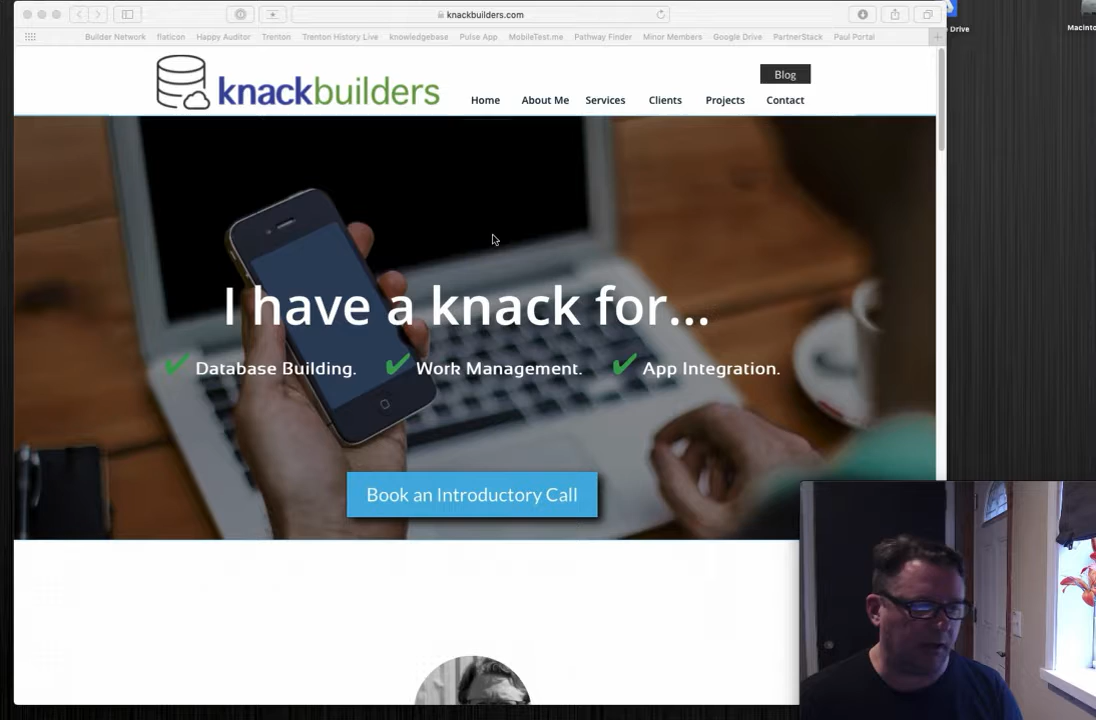 knackbuilders.com
Builder Network flaticon Happy Auditor Trenton Trenton History Live knowledgebase Pulse App MobileTest.me Pathway Finder Minor Members Google Drive PartnerStack Paul Portal
Drive
Macinto
knackbuilders
Blog
Home About Me Services Clients Projects Contact
I have a knack for...
✔ Database Building. ✔ Work Management. ✔ App Integration.
Book an Introductory Call